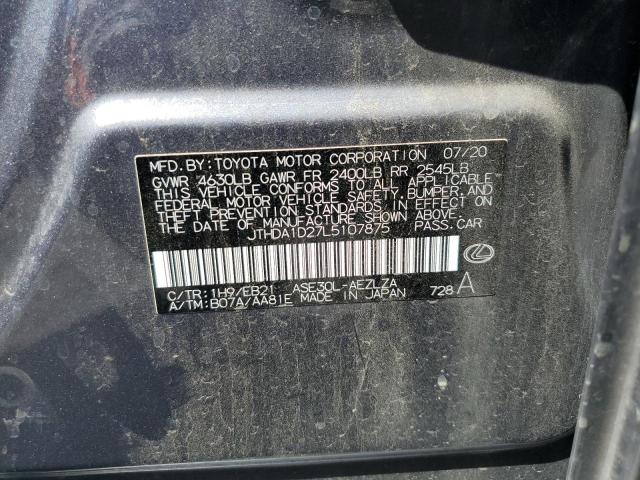 MFD. BY: TOYOTA MOTOR CORPORATION 07/20
GVWR 4630LB GAWR FR 2400LB RR 2545LB
THIS VEHICLE CONFORMS TO ALL APPLICABLE
FEDERAL MOTOR VEHICLE SAFETY, BUMPER, AND
THEFT PREVENTION STANDARDS IN EFFECT ON
THE DATE OF MANUFACTURE SHOWN ABOVE.
JTHDA1D27L5107875 PASS. CAR
C/TR: 1H9/EB21 ASE30L-AEZLZA
A/TM: B07A/AA81E MADE IN JAPAN 728 A